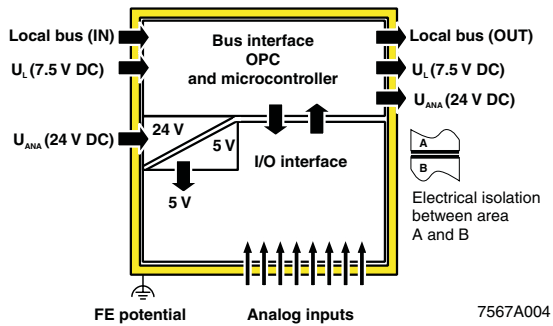 Local bus (IN)
U_L (7.5 V DC)
U_ANA (24 V DC)
Bus interface
OPC
and microcontroller
Local bus (OUT)
U_L (7.5 V DC)
U_ANA (24 V DC)
24 V
5 V
I/O interface
5 V
A
B
Electrical isolation
between area
A and B
FE potential
Analog inputs
7567A004